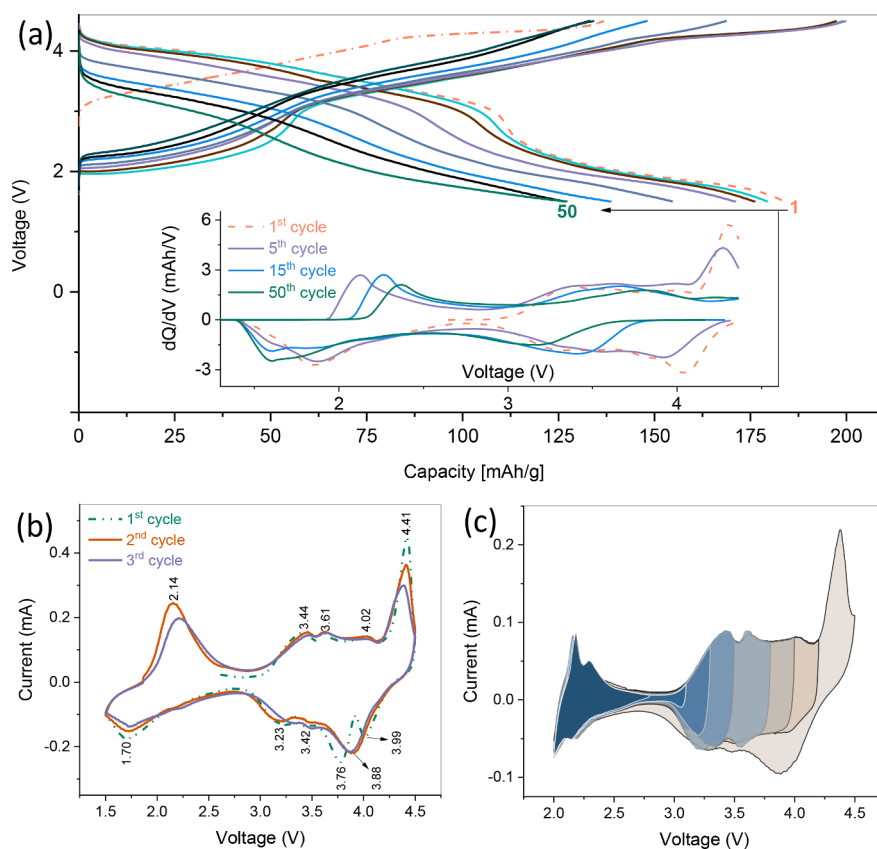 (a)
4
2
0
Voltage (V)
50
1
6
3
0
-3
dQ/dV (mAh/V)
1st cycle
5th cycle
15th cycle
50th cycle
Voltage (V)
2
3
4
0
25
50
75
100
125
150
175
200
Capacity [mAh/g]
(b)
1st cycle
2nd cycle
3rd cycle
0.4
0.2
0.0
-0.2
Current (mA)
2.14
3.44
3.61
4.02
4.41
1.70
3.23
3.42
3.76
3.88
3.99
1.5
2.0
2.5
3.0
3.5
4.0
4.5
Voltage (V)
(c)
0.2
0.1
0.0
-0.1
Current (mA)
2.0
2.5
3.0
3.5
4.0
4.5
Voltage (V)